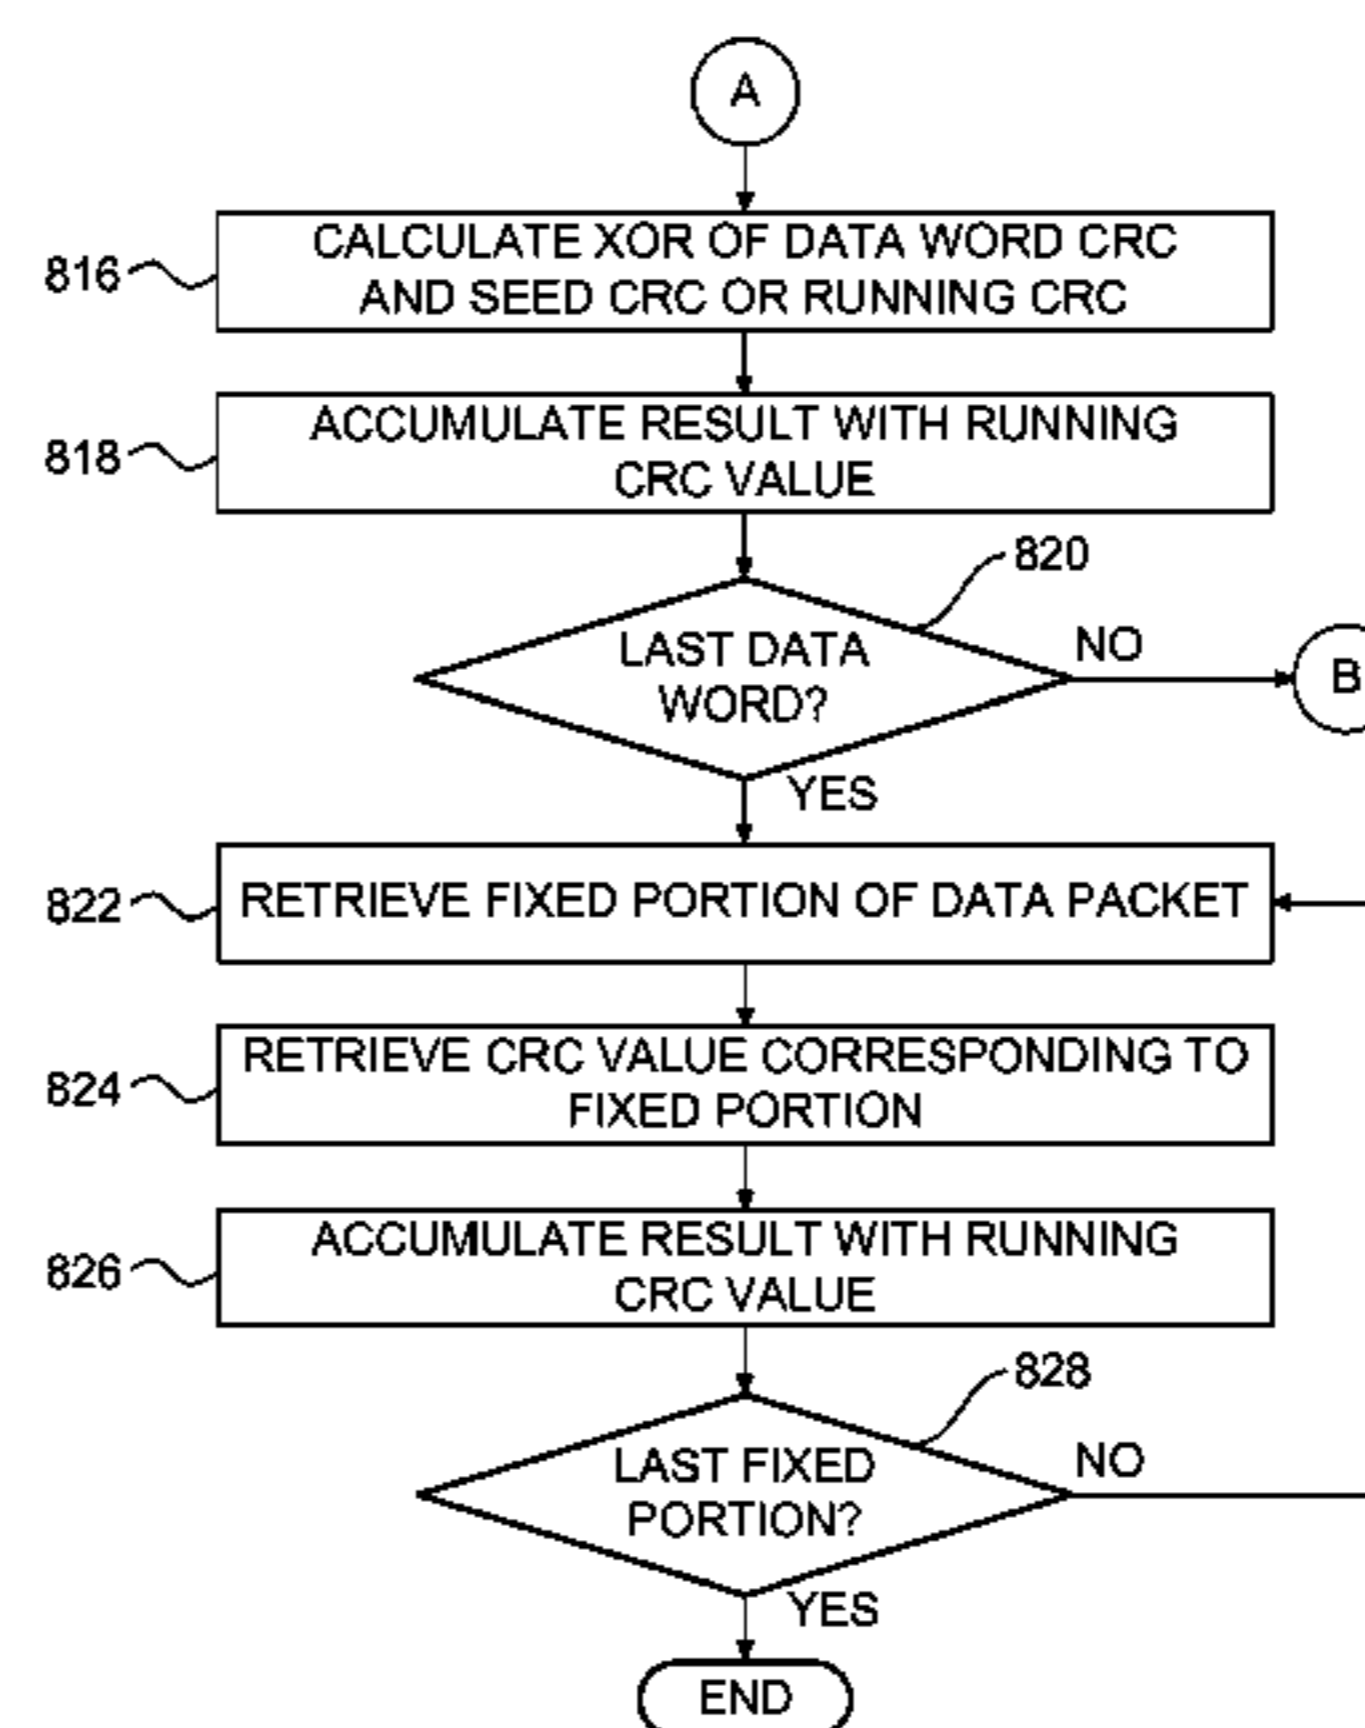 A
816
CALCULATE XOR OF DATA WORD CRC
AND SEED CRC OR RUNNING CRC
818
ACCUMULATE RESULT WITH RUNNING
CRC VALUE
820
LAST DATA
WORD?
NO
B
YES
822
RETRIEVE FIXED PORTION OF DATA PACKET
824
RETRIEVE CRC VALUE CORRESPONDING TO
FIXED PORTION
826
ACCUMULATE RESULT WITH RUNNING
CRC VALUE
828
LAST FIXED
PORTION?
NO
YES
END